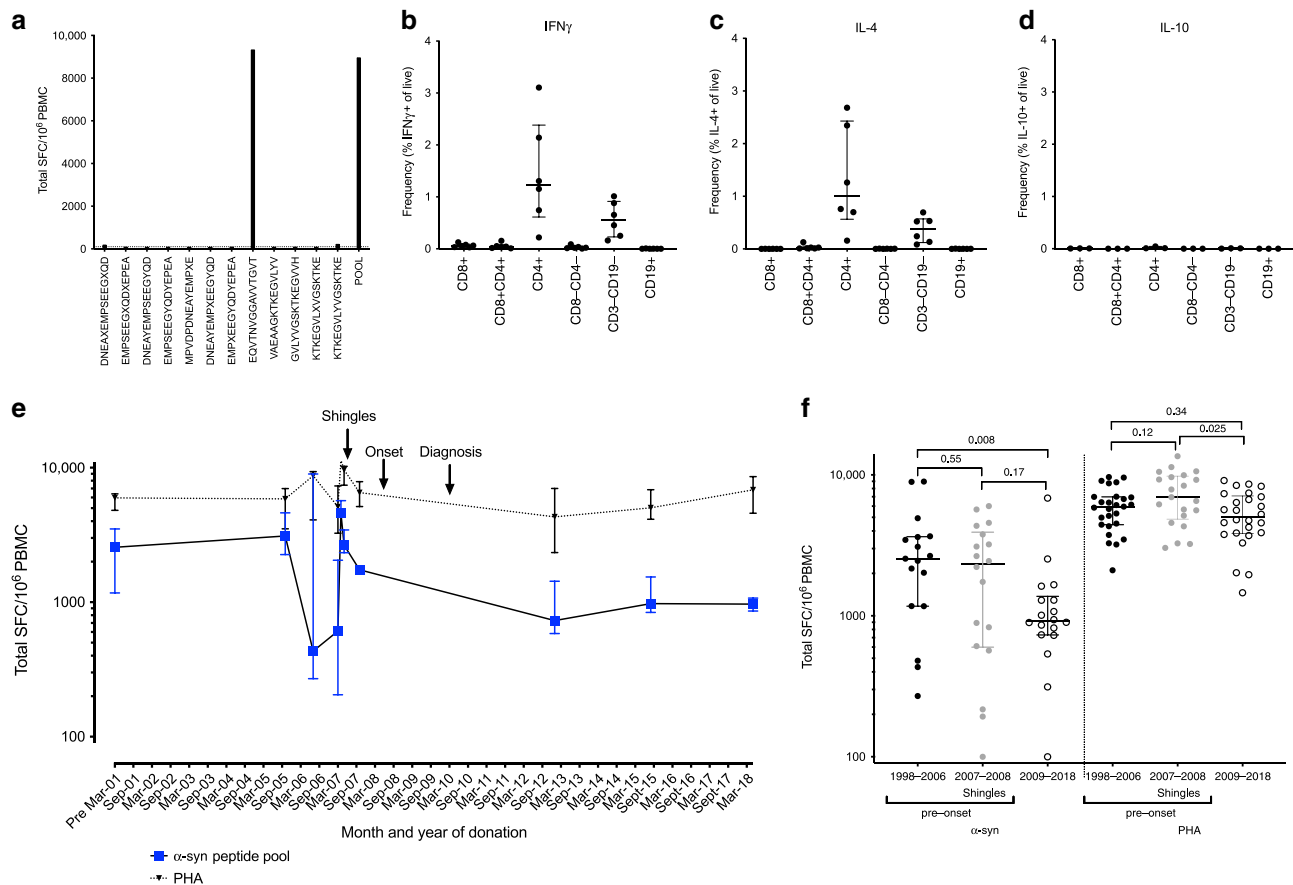 a
10,000
8000
6000
4000
2000
0
Total SFC/10⁶ PBMC
DNEAXEMPSEEGXQD
EMPSEEGXQDXEPEA
DNEAYEMPSEEGYQD
EMPSEEGYQDYEPEA
MPVDPDNEAYEMPXE
DNEAYEMPXEEGYQD
EMPXEEGYQDYEPEA
EQVTNVGGAVVTGVT
VAEAAGKTKEGVLYV
GVLYVGSKTKEGVVH
KTKEGVLXVGSKTKE
KTKEGVLYVGSKTKE
POOL
b
IFNγ
4
3
2
1
0
Frequency (% IFNγ+ of live)
CD8+
CD8+CD4+
CD4+
CD8–CD4–
CD3–CD19–
CD19+
c
IL-4
4
3
2
1
0
Frequency (% IL-4+ of live)
CD8+
CD8+CD4+
CD4+
CD8–CD4–
CD3–CD19–
CD19+
d
IL-10
4
3
2
1
0
Frequency (% IL-10+ of live)
CD8+
CD8+CD4+
CD4+
CD8–CD4–
CD3–CD19–
CD19+
e
Shingles
Onset
Diagnosis
10,000
1000
100
Total SFC/10⁶ PBMC
Pre Mar-01
Sep-01
Mar-02
Sep-02
Mar-03
Sep-03
Mar-04
Sep-04
Mar-05
Sep-05
Mar-06
Sep-06
Mar-07
Sep-07
Mar-08
Sep-08
Mar-09
Sep-09
Mar-10
Sep-10
Mar-11
Sep-11
Mar-12
Sep-12
Mar-13
Sep-13
Mar-14
Sep-14
Mar-15
Sept-15
Mar-16
Sept-16
Mar-17
Sept-17
Mar-18
Month and year of donation
α-syn peptide pool
PHA
f
0.008
0.55
0.17
0.34
0.12
0.025
10,000
1000
100
Total SFC/10⁶ PBMC
1998–2006
2007–2008
2009–2018
1998–2006
2007–2008
2009–2018
Shingles
Shingles
pre–onset
pre–onset
α-syn
PHA